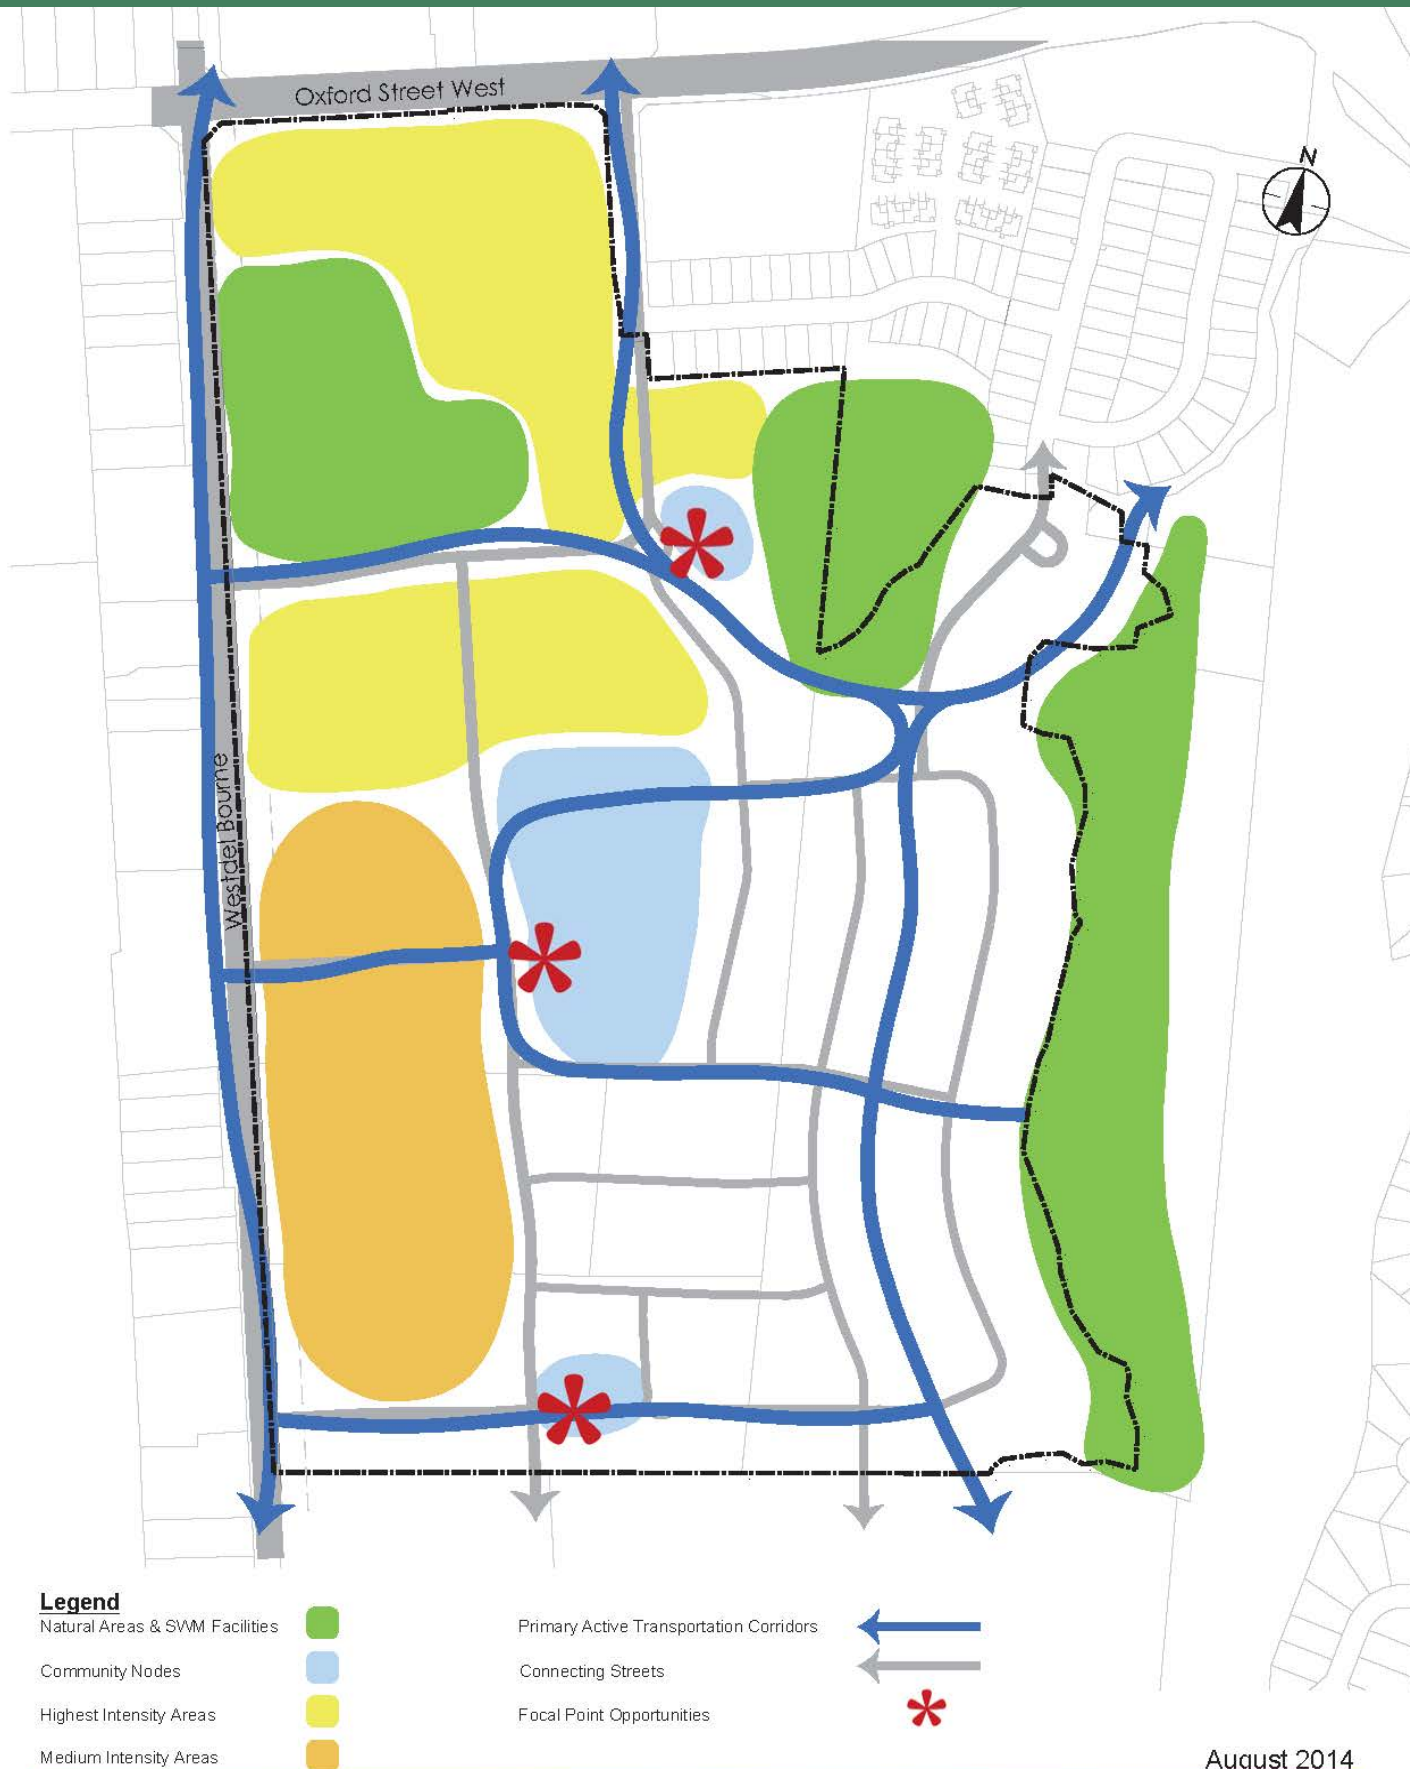 Oxford Street West
N
Westdel Bourne
Legend
Natural Areas & SWM Facilities
Community Nodes
Highest Intensity Areas
Medium Intensity Areas
Primary Active Transportation Corridors
Connecting Streets
Focal Point Opportunities
August 2014